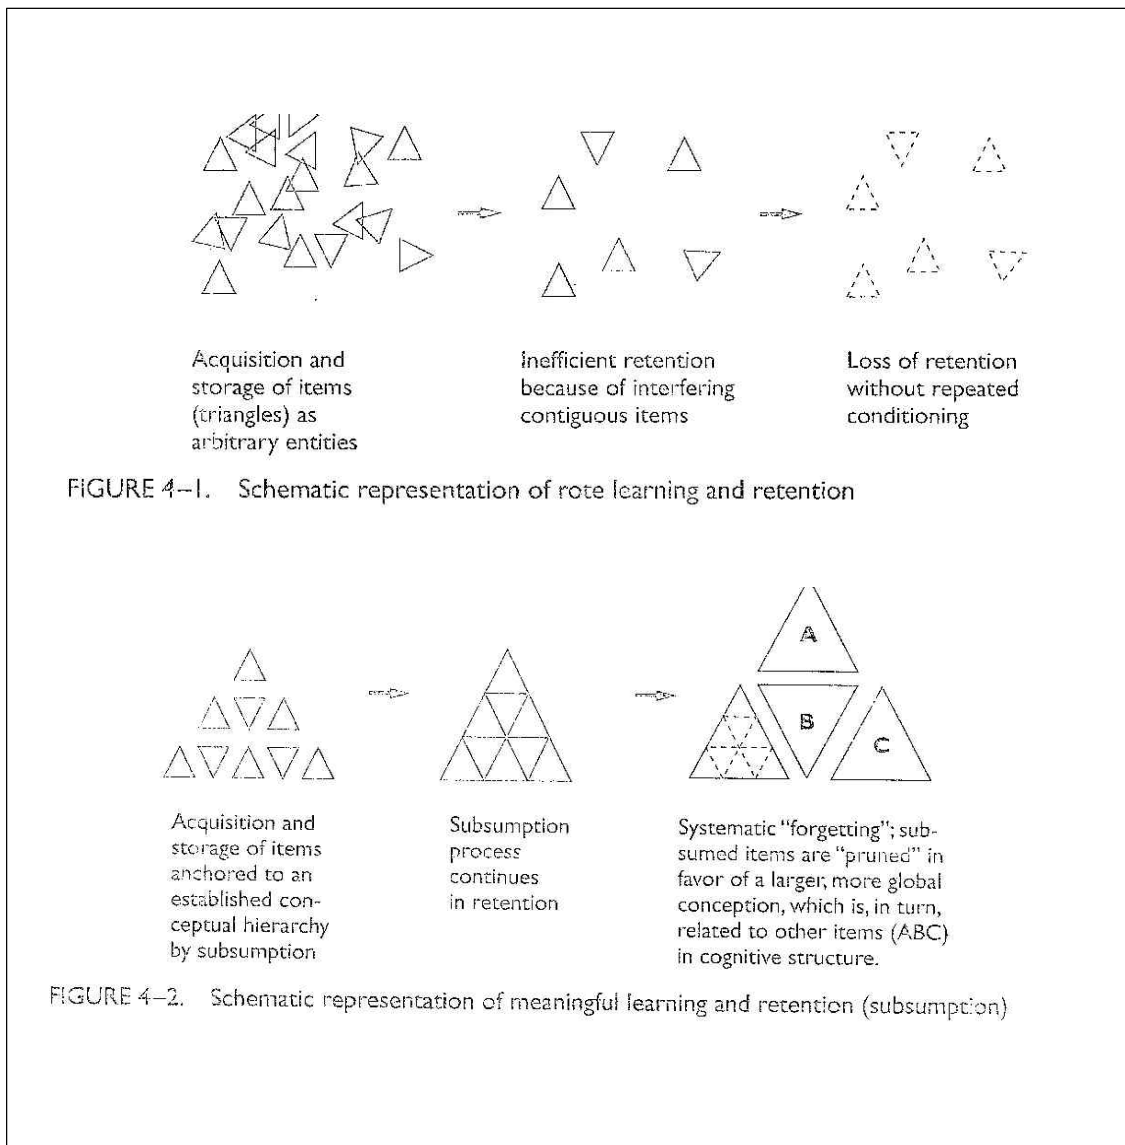 Acquisition and
storage of items
(triangles) as
arbitrary entities
Inefficient retention
because of interfering
contiguous items
Loss of retention
without repeated
conditioning
FIGURE 4–1. Schematic representation of rote learning and retention
A
B
C
Acquisition and
storage of items
anchored to an
established con-
ceptual hierarchy
by subsumption
Subsumption
process
continues
in retention
Systematic “forgetting”; sub-
sumed items are “pruned” in
favor of a larger, more global
conception, which is, in turn,
related to other items (ABC)
in cognitive structure.
FIGURE 4–2. Schematic representation of meaningful learning and retention (subsumption)